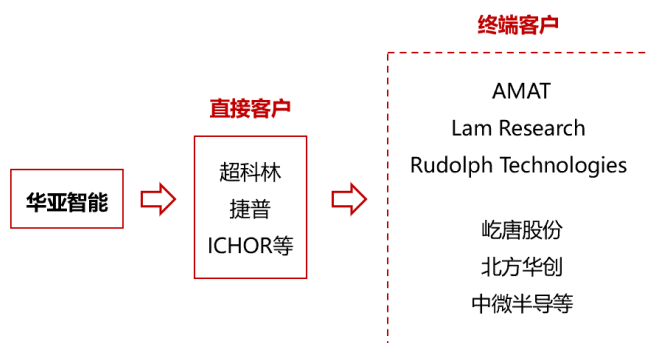 终端客户
直接客户
AMAT
Lam Research
Rudolph Technologies
超科林
捷普
ICHOR等
华亚智能
屹唐股份
北方华创
中微半导等